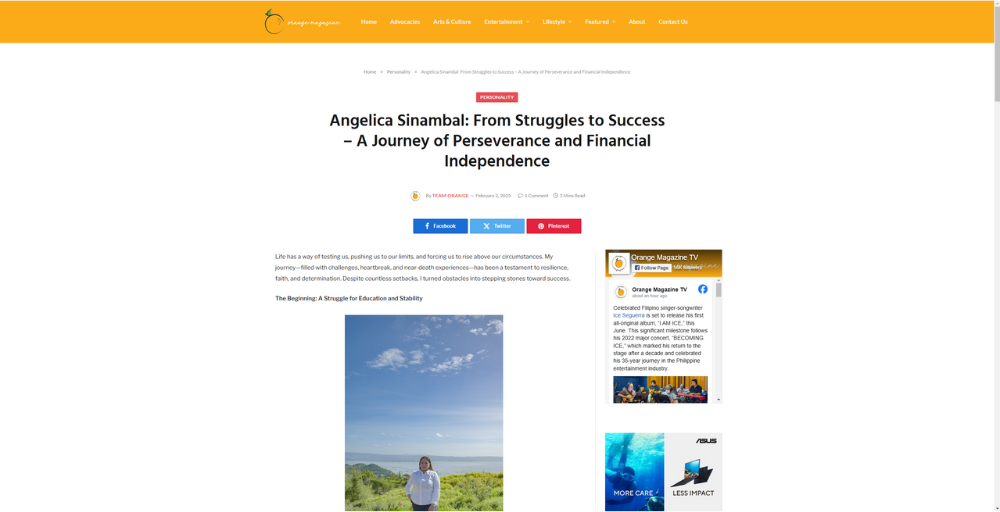 orange magazine
Home Advocacies Arts & Culture Entertainment Lifestyle Featured About Contact Us
Home » Personality » Angelica Sinambal: From Struggles to Success – A Journey of Perseverance and Financial Independence
PERSONALITY
Angelica Sinambal: From Struggles to Success
– A Journey of Perseverance and Financial
Independence
By TEAM ORANGE — February 2, 2025 6 Comment 3 Mins Read
Facebook Twitter Pinterest
Life has a way of testing us, pushing us to our limits, and forcing us to rise above our circumstances. My
journey—filled with challenges, heartbreak, and near-death experiences—has been a testament to resilience,
faith, and determination. Despite countless setbacks, I turned obstacles into stepping stones toward success.
The Beginning: A Struggle for Education and Stability
Orange Magazine TV
Follow Page
Orange Magazine TV
about an hour ago
Celebrated Filipino singer-songwriter
Ice Seguerra is set to release his first
all-original album, "I AM ICE," this
June. This significant milestone follows
his 2022 major concert, "BECOMING
ICE," which marked his return to the
stage after a decade and celebrated
his 35-year journey in the Philippine
entertainment industry.
ASUS
MORE CARE LESS IMPACT